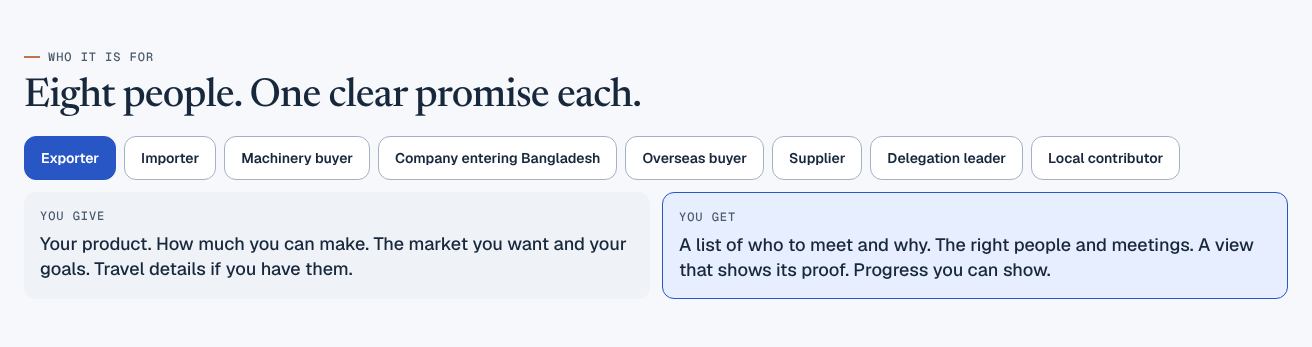 WHO IT IS FOR
Eight people. One clear promise each.
Exporter
Importer
Machinery buyer
Company entering Bangladesh
Overseas buyer
Supplier
Delegation leader
Local contributor
YOU GIVE
Your product. How much you can make. The market you want and your
goals. Travel details if you have them.
YOU GET
A list of who to meet and why. The right people and meetings. A view
that shows its proof. Progress you can show.